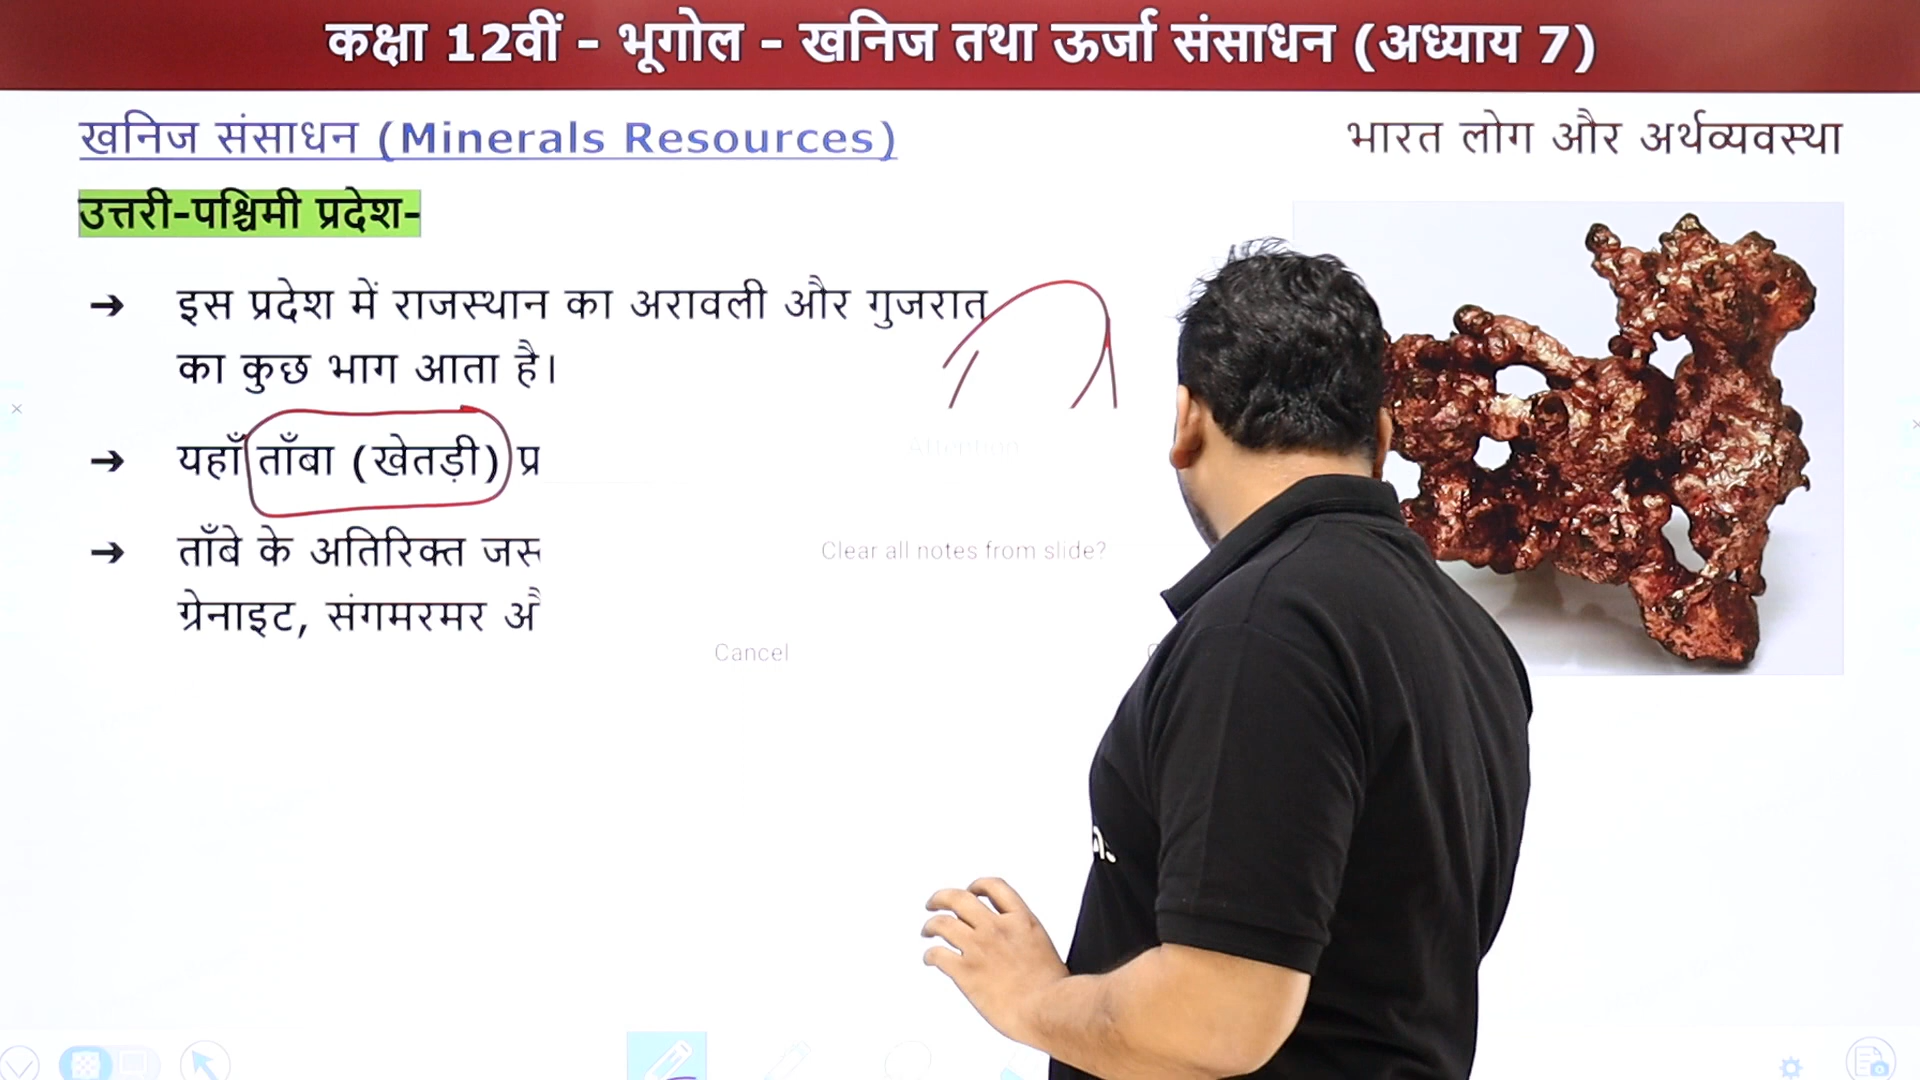 कक्षा 12वीं - भूगोल - खनिज तथा ऊर्जा संसाधन (अध्याय 7)
खनिज संसाधन (Minerals Resources)
भारत लोग और अर्थव्यवस्था
उत्तरी-पश्चिमी प्रदेश-
➔ इस प्रदेश में राजस्थान का अरावली और गुजरात
का कुछ भाग आता है।
➔ यहाँ ताँबा (खेतड़ी)
Attention
➔ ताँबे के अतिरिक्त
Clear all notes from slide?
ग्रेनाइट, संगमरमर
Cancel